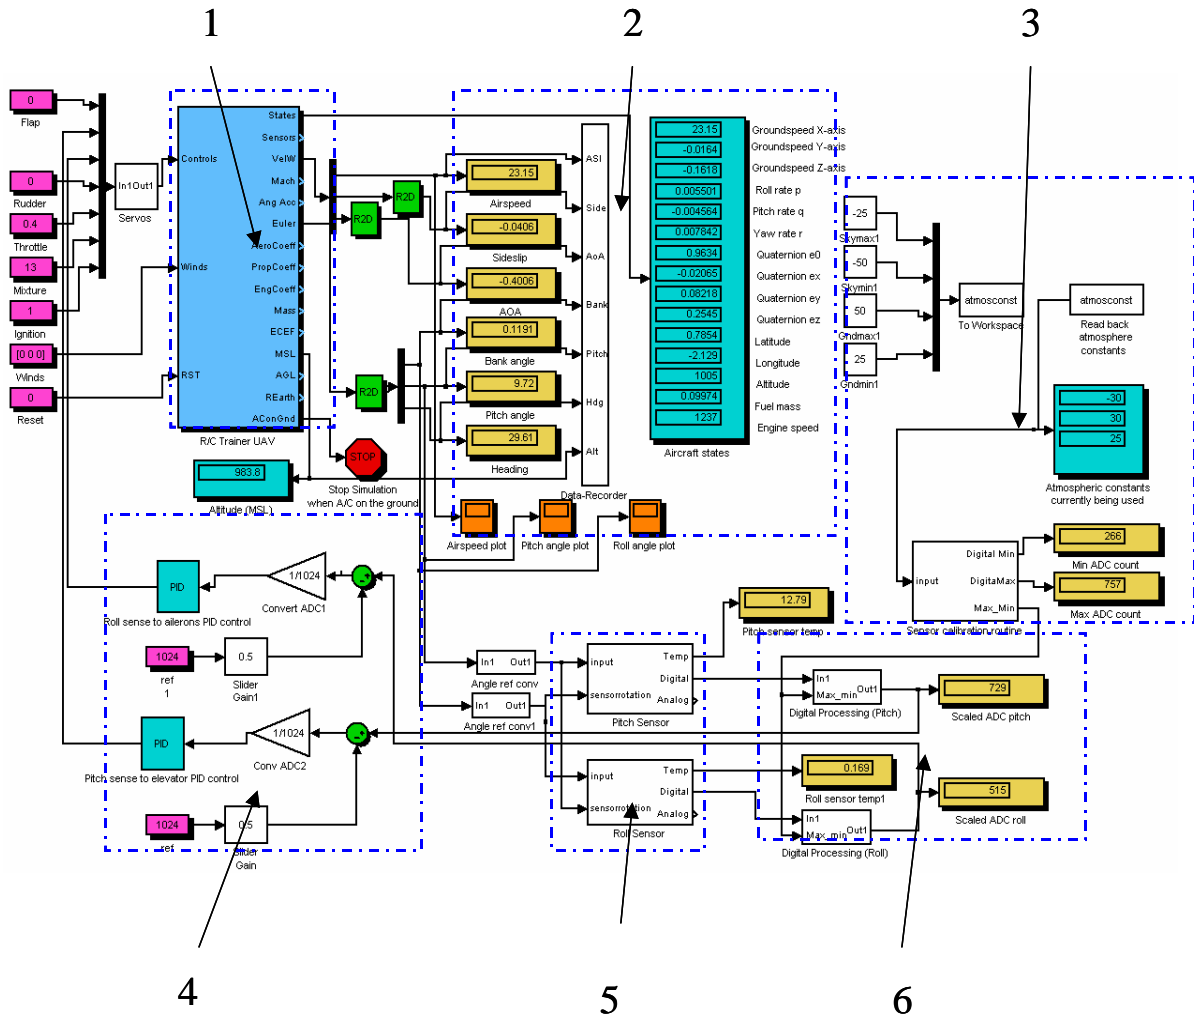 1
2
3
0
Flap
0
Rudder
0.4
Throttle
13
Mixture
1
Ignition
[0 0 0]
Winds
0
Reset
In1Out1
Servos
Controls
Winds
RST
States
Sensors
VelW
Mach
Ang Acc
Euler
AeroCoeff
PropCoeff
EngCoeff
Mass
ECEF
MSL
AGL
REarth
AConGnd
R/C Trainer UAV
983.8
Altitude (MSL)
R2D
R2D
R2D
STOP
Stop Simulation
when A/C on the ground
23.15
Airspeed
-0.0406
Sideslip
-0.4006
AOA
0.1191
Bank angle
9.72
Pitch angle
29.61
Heading
ASI
Side
AoA
Bank
Pitch
Hdg
Alt
Data-Recorder
Airspeed plot
Pitch angle plot
Roll angle plot
23.15
-0.0164
-0.1618
0.005501
-0.004564
0.007842
0.9634
-0.02065
0.08218
0.2545
0.7854
-2.129
1005
0.09974
1237
Aircraft states
Groundspeed X-axis
Groundspeed Y-axis
Groundspeed Z-axis
Roll rate p
Pitch rate q
Yaw rate r
Quaternion e0
Quaternion ex
Quaternion ey
Quaternion ez
Latitude
Longitude
Altitude
Fuel mass
Engine speed
-25
Skymax1
-50
Skymin1
50
Gndmax1
25
Gndmin1
atmosconst
To Workspace
atmosconst
Read back
atmosphere
constants
-30
30
25
Atmospheric constants
currently being used
input
Digital Min
DigitaMax
Max_Min
Sensor calibration routine
266
Min ADC count
757
Max ADC count
PID
Roll sense to ailerons PID control
1/1024
Convert ADC1
-+
1024
ref
1
0.5
Slider
Gain1
PID
Pitch sense to elevator PID control
1/1024
Conv ADC2
-+
1024
ref
0.5
Slider
Gain
In1 Out1
Angle ref conv
In1 Out1
Angle ref conv1
input
sensorrotation
Temp
Digital
Analog
Pitch Sensor
input
sensorrotation
Temp
Digital
Analog
Roll Sensor
12.79
Pitch sensor temp
In1
Max_min
Out1
Digital Processing (Pitch)
729
Scaled ADC pitch
0.169
Roll sensor temp1
In1
Max_min
Out1
Digital Processing (Roll)
515
Scaled ADC roll
4
5
6